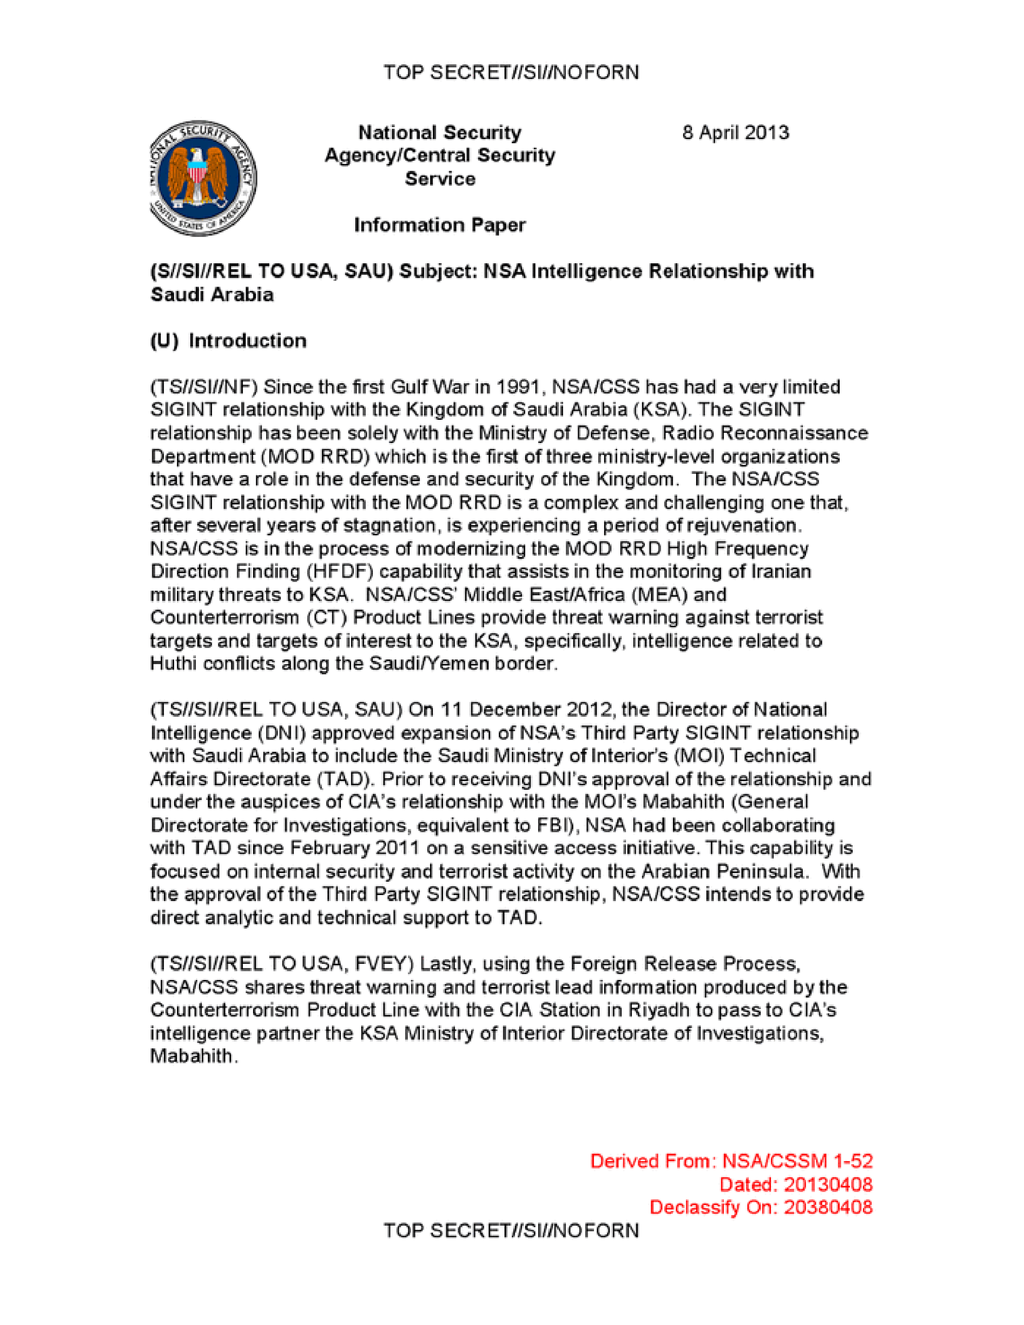 TOP SECRET//SI//NOFORN
NATIONAL SECURITY AGENCY
UNITED STATES OF AMERICA
National Security
Agency/Central Security
Service
8 April 2013
Information Paper
(S//SI//REL TO USA, SAU) Subject: NSA Intelligence Relationship with
Saudi Arabia
(U) Introduction
(TS//SI//NF) Since the first Gulf War in 1991, NSA/CSS has had a very limited
SIGINT relationship with the Kingdom of Saudi Arabia (KSA). The SIGINT
relationship has been solely with the Ministry of Defense, Radio Reconnaissance
Department (MOD RRD) which is the first of three ministry-level organizations
that have a role in the defense and security of the Kingdom. The NSA/CSS
SIGINT relationship with the MOD RRD is a complex and challenging one that,
after several years of stagnation, is experiencing a period of rejuvenation.
NSA/CSS is in the process of modernizing the MOD RRD High Frequency
Direction Finding (HFDF) capability that assists in the monitoring of Iranian
military threats to KSA. NSA/CSS' Middle East/Africa (MEA) and
Counterterrorism (CT) Product Lines provide threat warning against terrorist
targets and targets of interest to the KSA, specifically, intelligence related to
Huthi conflicts along the Saudi/Yemen border.
(TS//SI//REL TO USA, SAU) On 11 December 2012, the Director of National
Intelligence (DNI) approved expansion of NSA's Third Party SIGINT relationship
with Saudi Arabia to include the Saudi Ministry of Interior's (MOI) Technical
Affairs Directorate (TAD). Prior to receiving DNI's approval of the relationship and
under the auspices of CIA's relationship with the MOI's Mabahith (General
Directorate for Investigations, equivalent to FBI), NSA had been collaborating
with TAD since February 2011 on a sensitive access initiative. This capability is
focused on internal security and terrorist activity on the Arabian Peninsula. With
the approval of the Third Party SIGINT relationship, NSA/CSS intends to provide
direct analytic and technical support to TAD.
(TS//SI//REL TO USA, FVEY) Lastly, using the Foreign Release Process,
NSA/CSS shares threat warning and terrorist lead information produced by the
Counterterrorism Product Line with the CIA Station in Riyadh to pass to CIA's
intelligence partner the KSA Ministry of Interior Directorate of Investigations,
Mabahith.
Derived From: NSA/CSSM 1-52
Dated: 20130408
Declassify On: 20380408
TOP SECRET//SI//NOFORN